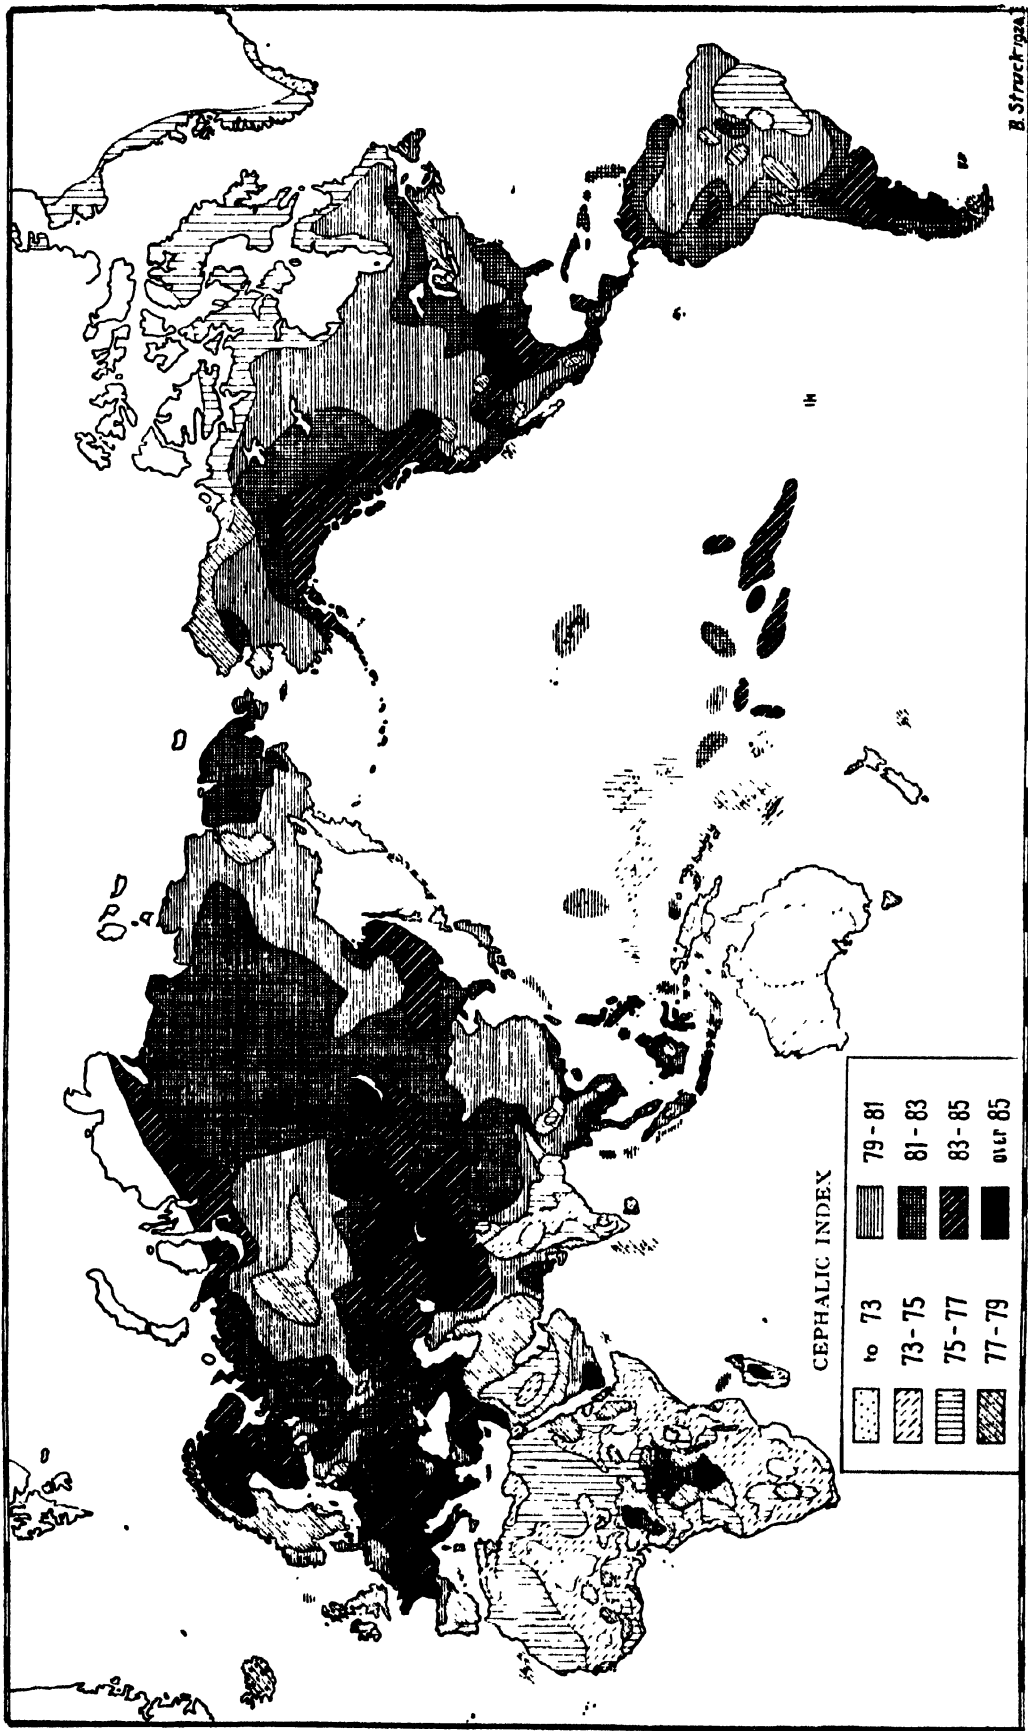 B. Struck 1924.
CEPHALIC INDEX
to 73
73-75
75-77
77-79
79-81
81-83
83-85
over 85